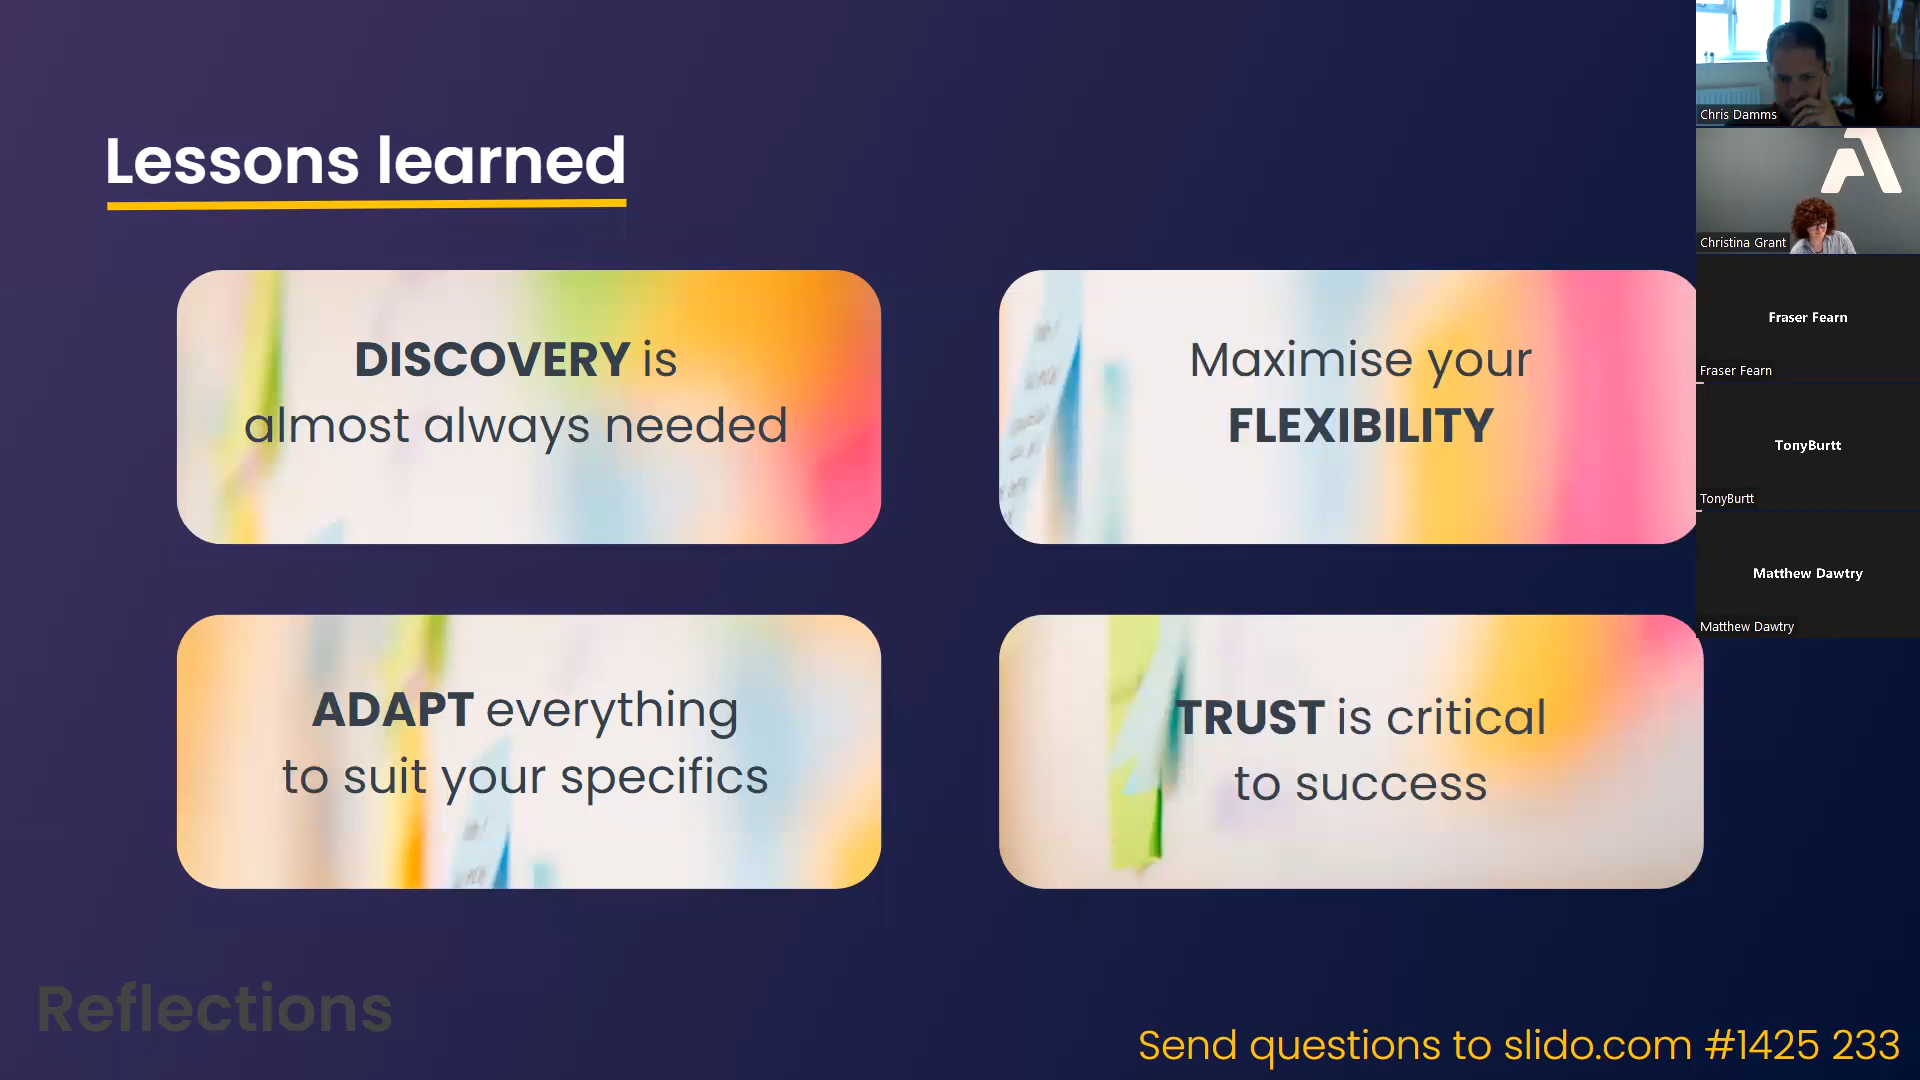 Lessons learned
DISCOVERY is
almost always needed
Maximise your
FLEXIBILITY
ADAPT everything
to suit your specifics
TRUST is critical
to success
Reflections
Send questions to slido.com #1425 233
Chris Damms
Christina Grant
Fraser Fearn
Fraser Fearn
TonyBurtt
TonyBurtt
Matthew Dawtry
Matthew Dawtry